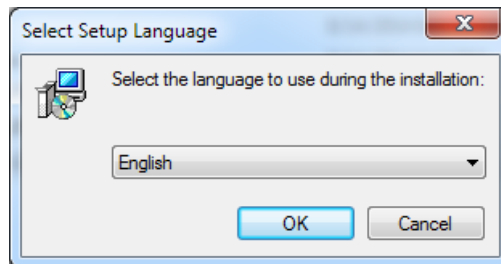 Select Setup Language
Select the language to use during the installation:
English
OK
Cancel